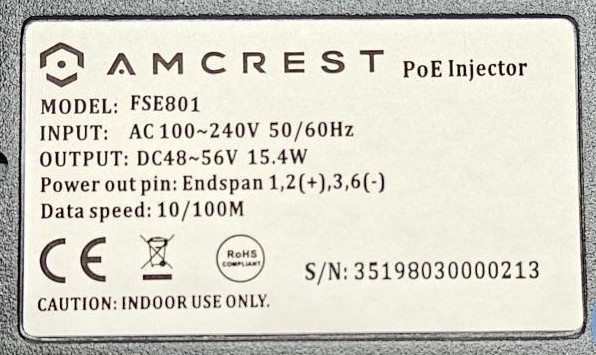 AMCREST PoE Injector
MODEL: FSE801
INPUT: AC 100~240V 50/60Hz
OUTPUT: DC48~56V 15.4W
Power out pin: Endspan 1,2(+),3,6(-)
Data speed: 10/100M
CE
RoHS
COMPLIANT
S/N: 35198030000213
CAUTION: INDOOR USE ONLY.